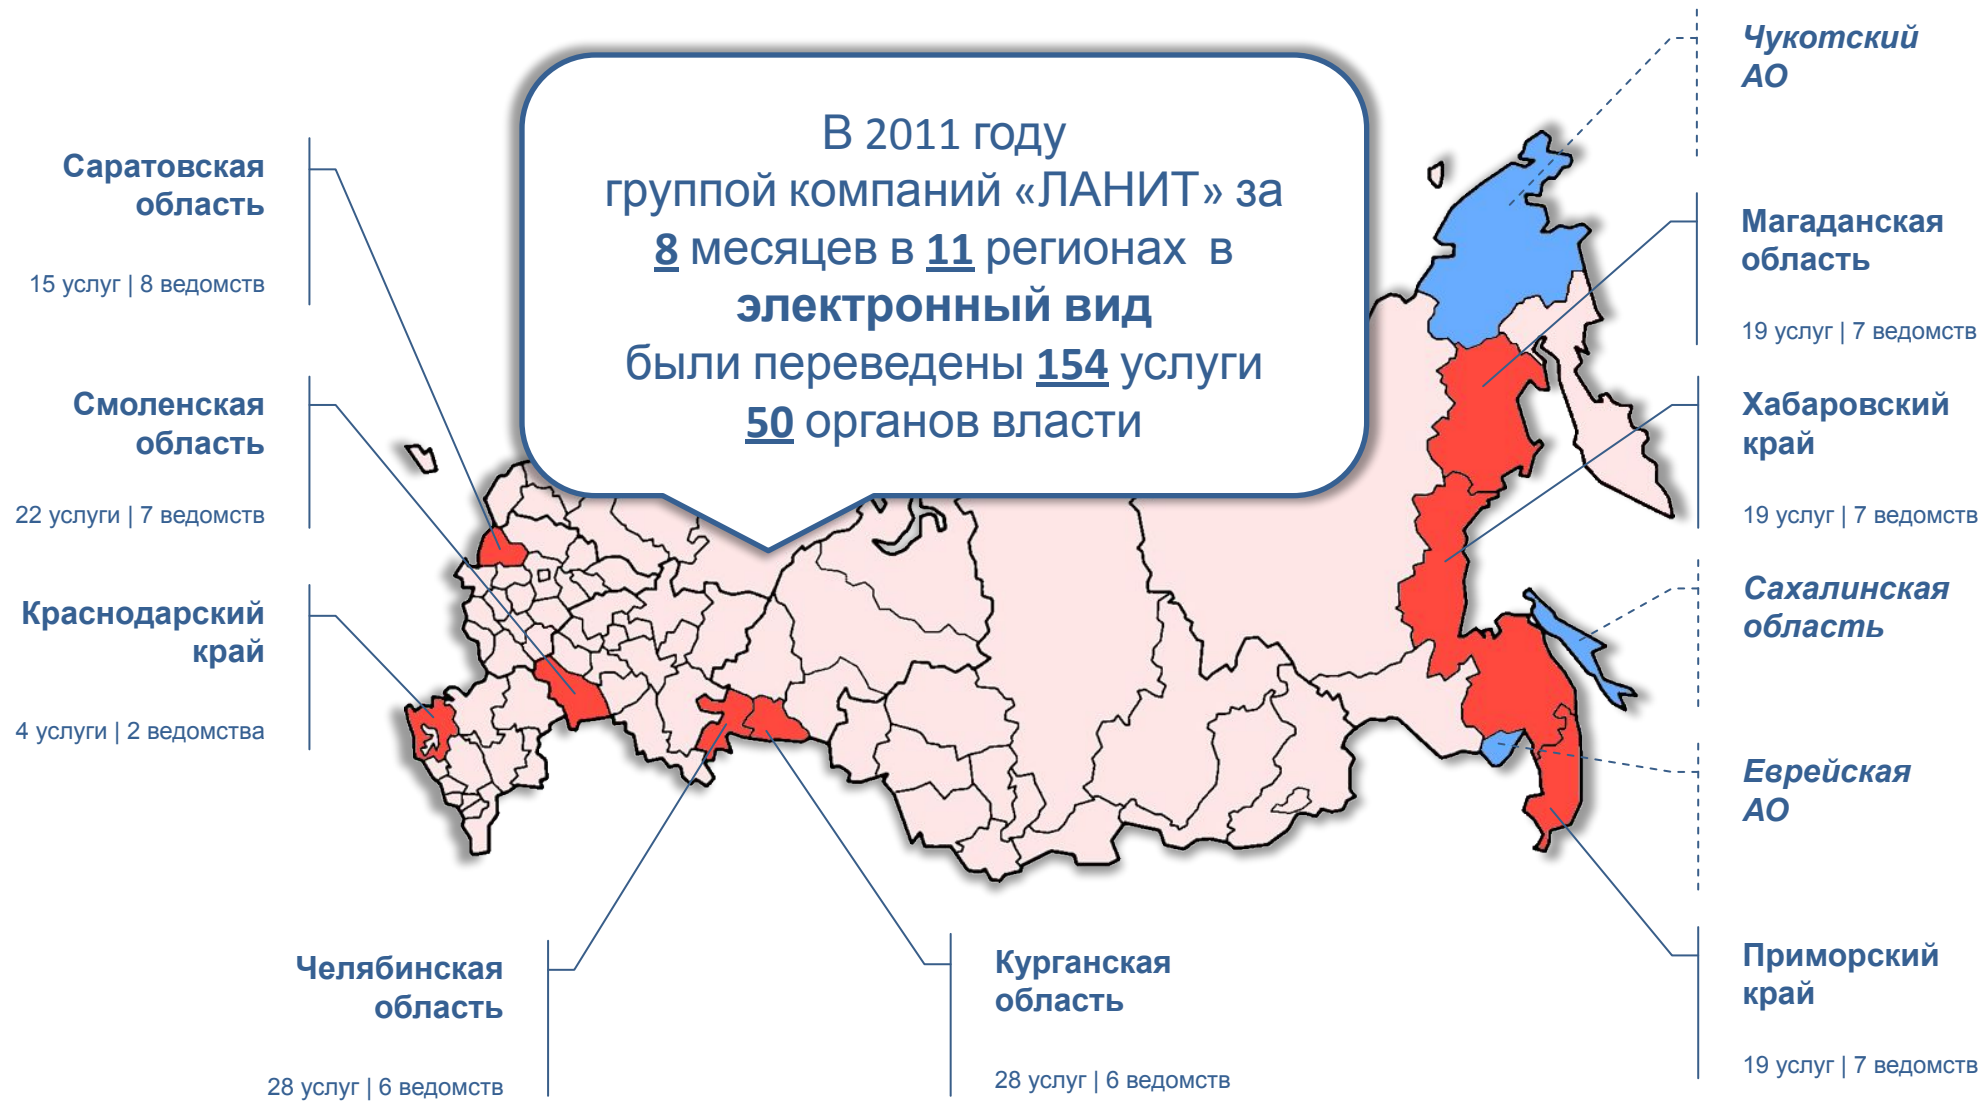 В 2011 году
группой компаний «ЛАНИТ» за
8 месяцев в 11 регионах в
электронный вид
были переведены 154 услуги
50 органов власти
Саратовская
область
15 услуг | 8 ведомств
Смоленская
область
22 услуги | 7 ведомств
Краснодарский
край
4 услуги | 2 ведомства
Челябинская
область
28 услуг | 6 ведомств
Курганская
область
28 услуг | 6 ведомств
Чукотский
АО
Магаданская
область
19 услуг | 7 ведомств
Хабаровский
край
19 услуг | 7 ведомств
Сахалинская
область
Еврейская
АО
Приморский
край
19 услуг | 7 ведомств